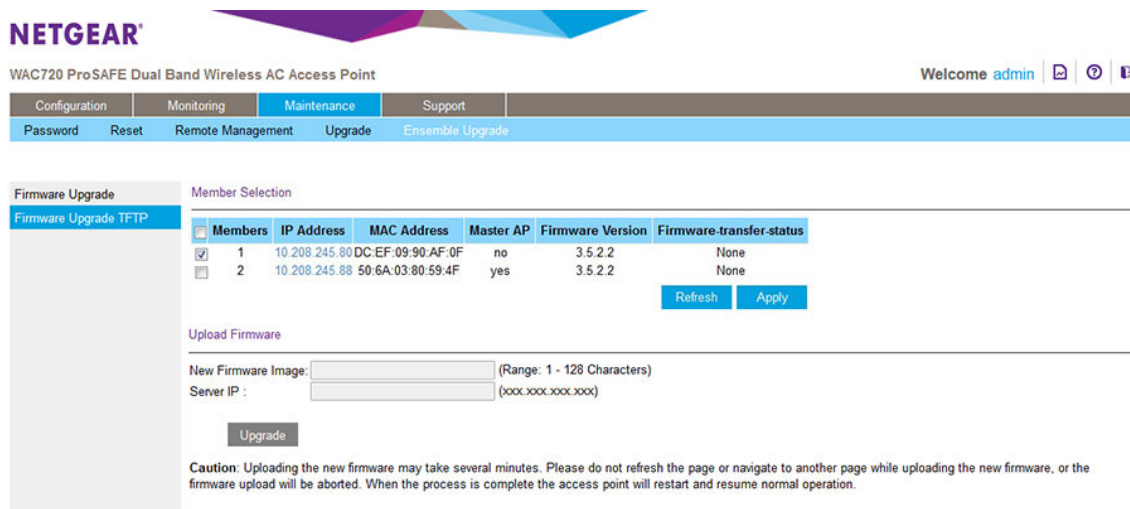 NETGEAR®
WAC720 ProSAFE Dual Band Wireless AC Access Point
Welcome admin
Configuration Monitoring Maintenance Support
Password Reset Remote Management Upgrade Ensemble Upgrade
Firmware Upgrade
Firmware Upgrade TFTP
Member Selection
Members IP Address MAC Address Master AP Firmware Version Firmware-transfer-status
1 10.208.245.80 DC:EF:09:90:AF:0F no 3.5.2.2 None
2 10.208.245.88 50:6A:03:80:59:4F yes 3.5.2.2 None
Refresh Apply
Upload Firmware
New Firmware Image: (Range: 1 - 128 Characters)
Server IP : (xxx.xxx.xxx.xxx)
Upgrade
Caution: Uploading the new firmware may take several minutes. Please do not refresh the page or navigate to another page while uploading the new firmware, or the
firmware upload will be aborted. When the process is complete the access point will restart and resume normal operation.